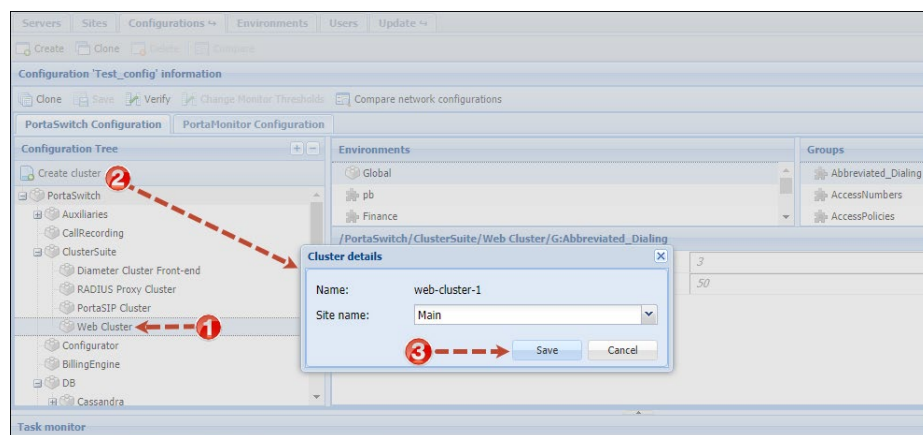 Servers Sites Configurations Environments Users Update
Create Clone Delete Compare
Configuration 'Test_config' information
Clone Save Verify Change Monitor Thresholds Compare network configurations
PortaSwitch Configuration PortaMonitor Configuration
Configuration Tree
Environments
Groups
Create cluster
2
Global
Abbreviated_Dialing
PortaSwitch
pb
AccessNumbers
Auxiliaries
Finance
AccessPolicies
CallRecording
/PortaSwitch/ClusterSuite/Web Cluster/G:Abbreviated_Dialing
ClusterSuite
Cluster details
3
Diameter Cluster Front-end
Name: web-cluster-1
50
RADIUS Proxy Cluster
Site name: Main
PortaSIP Cluster
Web Cluster
1
Configurator
3
Save Cancel
BillingEngine
DB
Cassandra
Task monitor